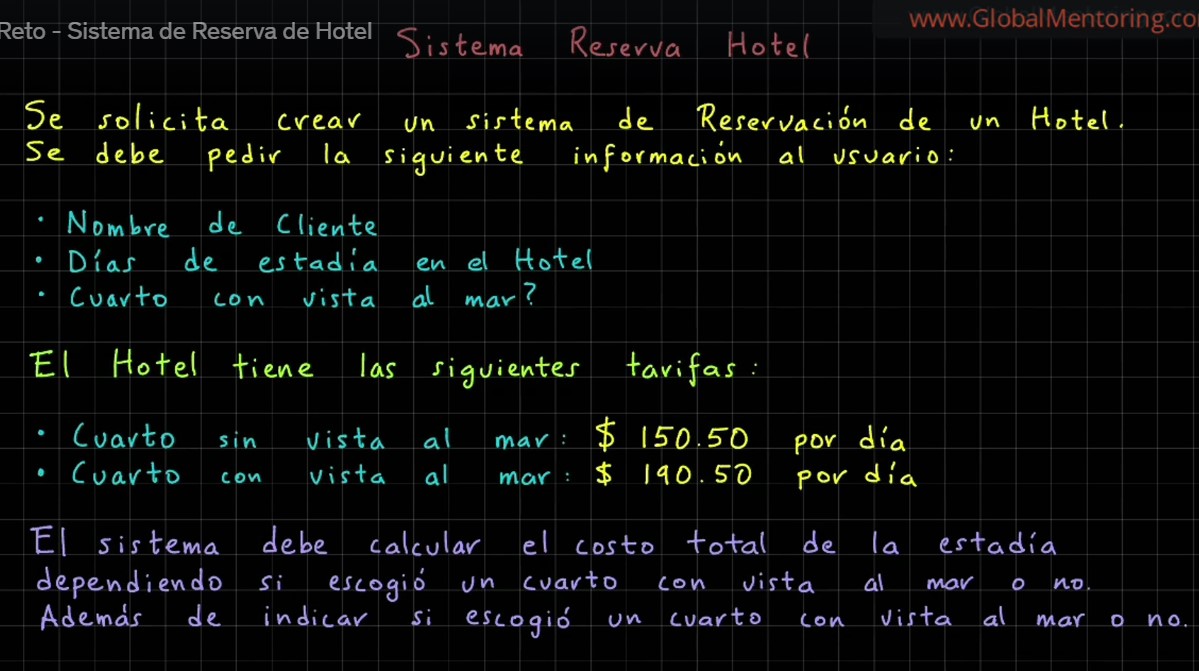 Reto - Sistema de Reserva de Hotel
www.GlobalMentoring.co
Sistema Reserva Hotel
Se solicita crear un sistema de Reservación de un Hotel.
Se debe pedir la siguiente información al usuario:
• Nombre de Cliente
• Días de estadía en el Hotel
• Cuarto con vista al mar?
El Hotel tiene las siguientes tarifas:
• Cuarto sin vista al mar: $ 150.50 por día
• Cuarto con vista al mar: $ 190.50 por día
El sistema debe calcular el costo total de la estadía
dependiendo si escogió un cuarto con vista al mar o no.
Además de indicar si escogió un cuarto con vista al mar o no.